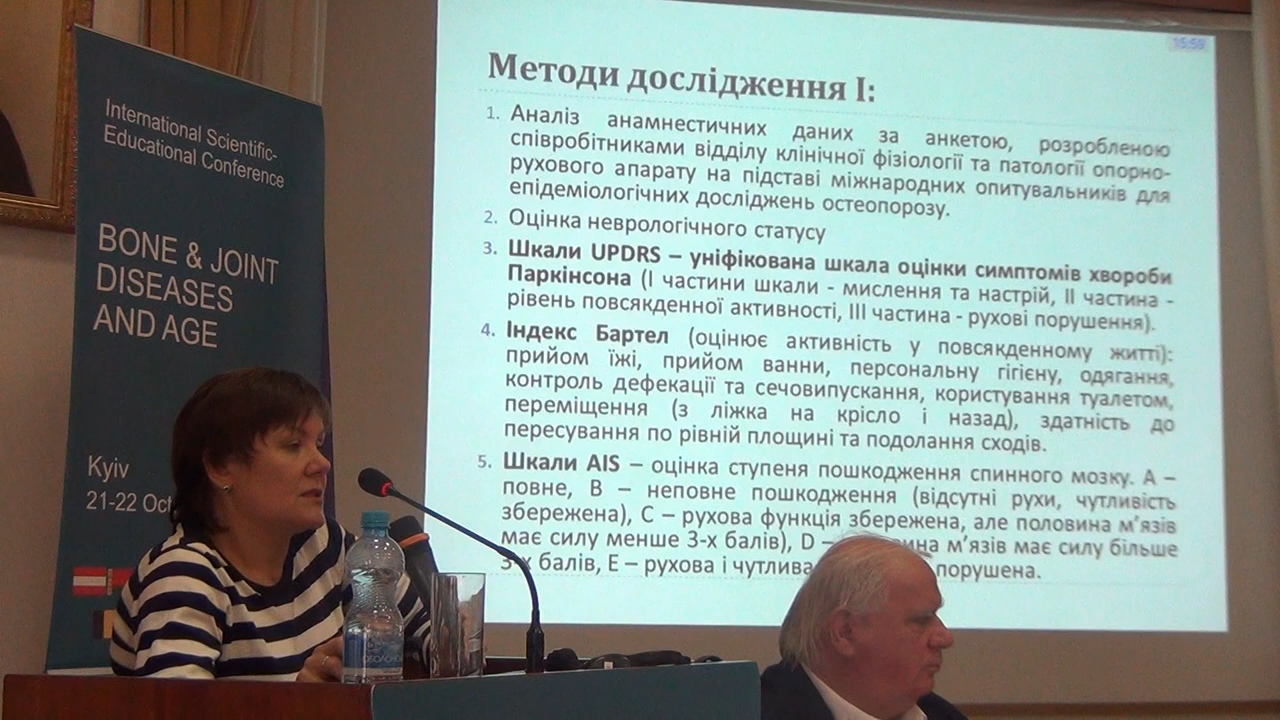 International Scientific-
Educational Conference
BONE & JOINT
DISEASES
AND AGE
Kyiv
21-22 Oct
15:59
Методи дослідження І:
1. Аналіз анамнестичних даних за анкетою, розробленою
співробітниками відділу клінічної фізіології та патології опорно-
рухового апарату на підставі міжнародних опитувальників для
епідеміологічних досліджень остеопорозу.
2. Оцінка неврологічного статусу
3. Шкали UPDRS – уніфікована шкала оцінки симптомів хвороби
Паркінсона (І частини шкали - мислення та настрій, ІІ частина -
рівень повсякденної активності, ІІІ частина - рухові порушення).
4. Індекс Бартел (оцінює активність у повсякденному житті):
прийом їжі, прийом ванни, персональну гігієну, одягання,
контроль дефекації та сечовипускання, користування туалетом,
переміщення (з ліжка на крісло і назад), здатність до
пересування по рівній площині та подолання сходів.
5. Шкали AIS – оцінка ступеня пошкодження спинного мозку. А –
повне, В – неповне пошкодження (відсутні рухи, чутливість
збережена), С – рухова функція збережена, але половина м’язів
має силу менше 3-х балів), D – м’язів має силу більше
3-х балів, Е – рухова і чутлива порушена.
ОБОЛОНСЬКА